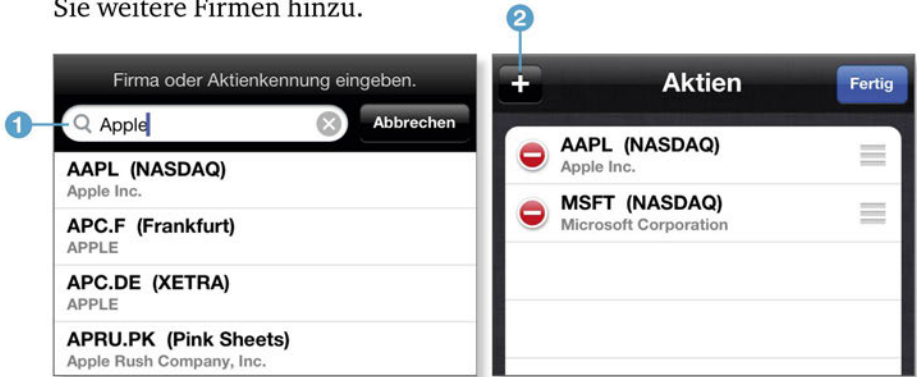 Sie weitere Firmen hinzu.
2
Firma oder Aktienkennung eingeben.
1
Apple
Abbrechen
AAPL (NASDAQ)
Apple Inc.
APC.F (Frankfurt)
APPLE
APC.DE (XETRA)
APPLE
APRU.PK (Pink Sheets)
Apple Rush Company, Inc.
+
Aktien
Fertig
AAPL (NASDAQ)
Apple Inc.
MSFT (NASDAQ)
Microsoft Corporation